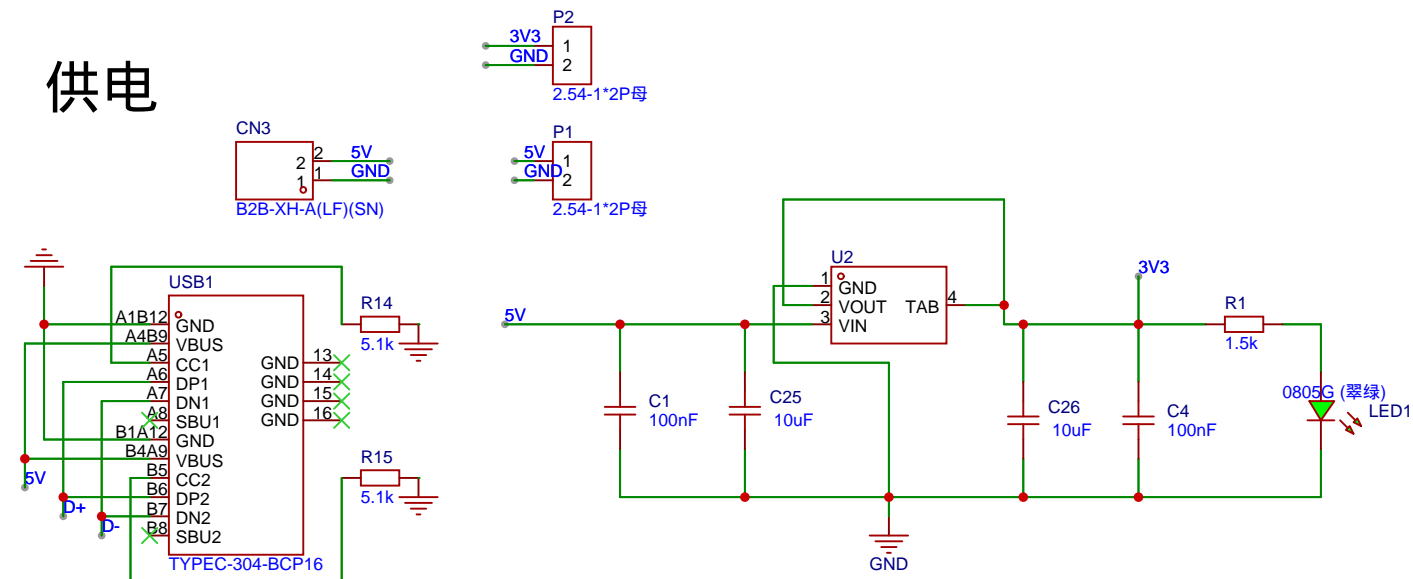 供电
P2
3V3
GND
1
2
2.54-1*2P母
CN3
2
1
2
1
5V
GND
B2B-XH-A(LF)(SN)
P1
5V
GND
1
2
2.54-1*2P母
USB1
A1B12
A4B9
A5
A6
A7
A8
B1A12
B4A9
B5
B6
B7
B8
GND
VBUS
CC1
DP1
DN1
SBU1
GND
VBUS
CC2
DP2
DN2
SBU2
GND 13
GND 14
GND 15
GND 16
5V
D+
D-
TYPEC-304-BCP16
R14
5.1k
R15
5.1k
5V
U2
1
2
3
GND
VOUT
VIN
TAB
4
3V3
R1
1.5k
C1
100nF
C25
10uF
C26
10uF
C4
100nF
0805G (翠绿)
LED1
GND